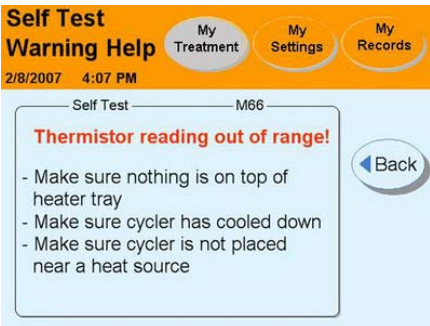 Self Test
Warning Help
2/8/2007 4:07 PM
My
Treatment
My
Settings
My
Records
Self Test
M66
Thermistor reading out of range!
- Make sure nothing is on top of
heater tray
- Make sure cycler has cooled down
- Make sure cycler is not placed
near a heat source
Back